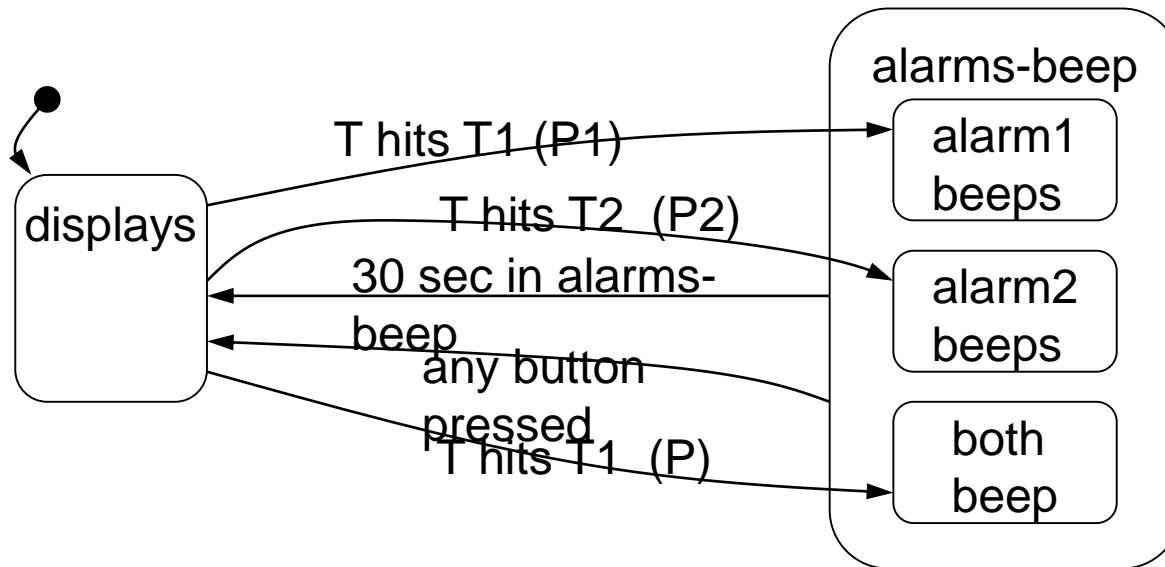 alarms-beep
T hits T1 (P1)
alarm1
beeps
displays
T hits T2 (P2)
30 sec in alarms-
beep
alarm2
beeps
any button
pressed
T hits T1 (P)
both
beep